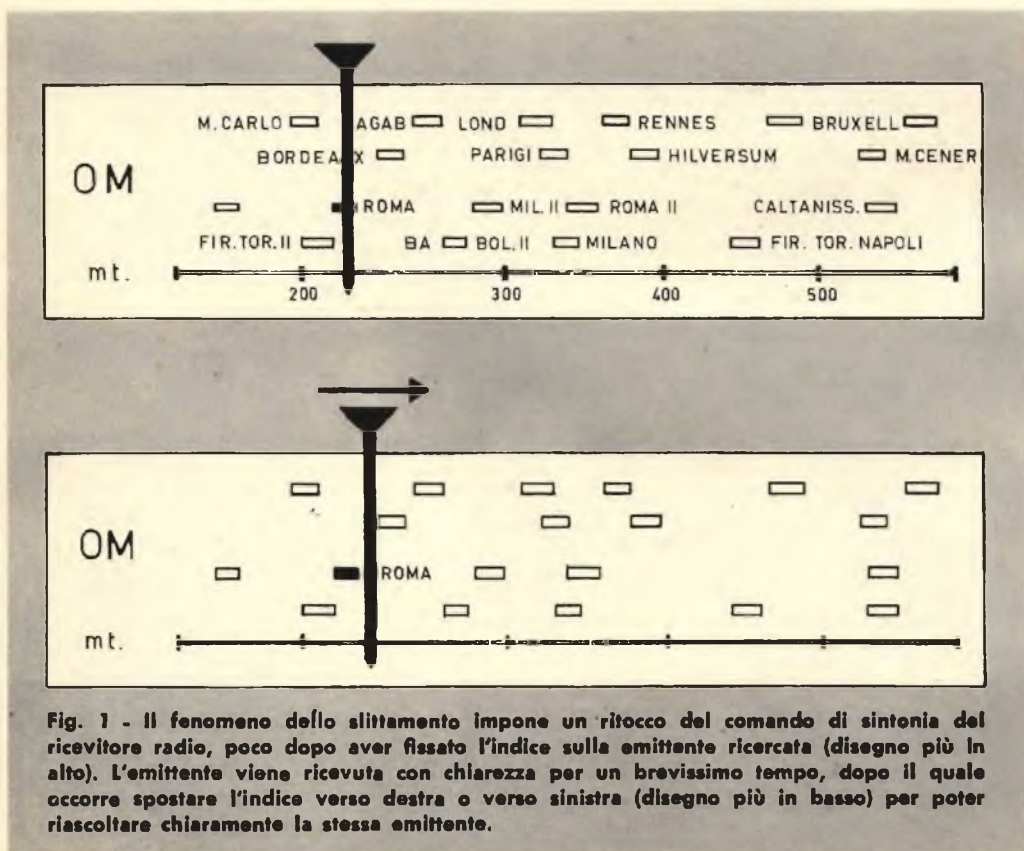 M. CARLO AGAB LOND RENNES BRUXELL
BORDEAUX PARIGI HILVERSUM M. CENER
OM
ROMA MIL. II ROMA II CALTANISS.
FIR. TOR. II BA BOL. II MILANO FIR. TOR. NAPOLI
mt.
200 300 400 500
OM
ROMA
mt.
Fig. 1 - Il fenomeno dello slittamento impone un ritocco del comando di sintonia del
ricevitore radio, poco dopo aver fissato l'indice sulla emittente ricercata (disegno più in
alto). L'emittente viene ricevuta con chiarezza per un brevissimo tempo, dopo il quale
occorre spostare l'indice verso destra o verso sinistra (disegno più in basso) per poter
riascoltare chiaramente la stessa emittente.